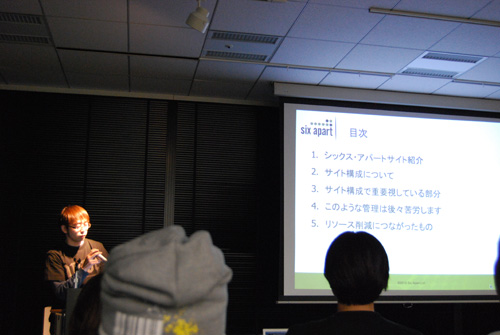 six apart
目次
1. シックス・アパートサイト紹介
2. サイト構成について
3. サイト構成で重要視している部分
4. このような管理は後々苦労します
5. リソース削減につながったもの